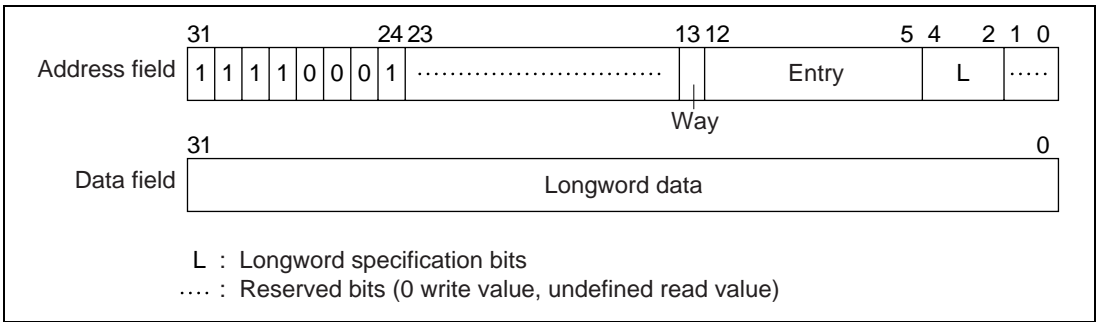 31 24 23 13 12 5 4 2 1 0
Address field 1 1 1 1 0 0 0 1 .............................. Entry L .....
Way
31 0
Data field Longword data
L : Longword specification bits
.... : Reserved bits (0 write value, undefined read value)